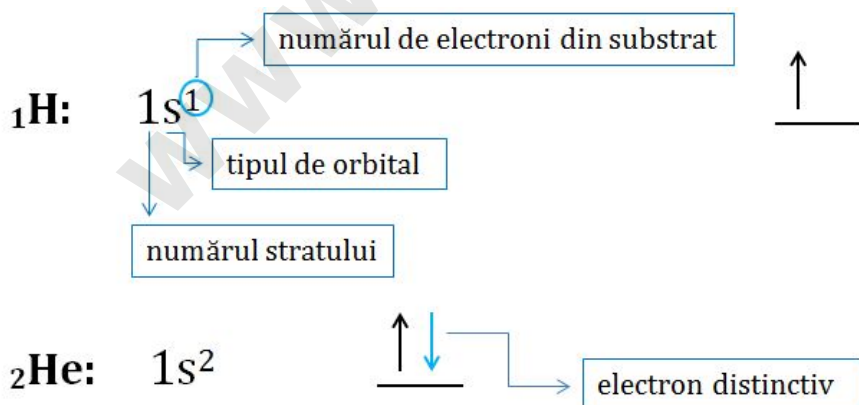 numărul de electroni din substrat
₁H: 1s¹
tipul de orbital
numărul stratului
₂He: 1s²
electron distinctiv